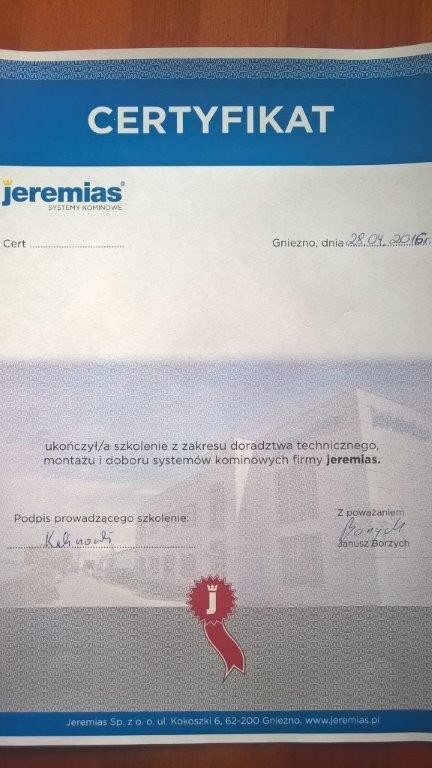 CERTYFIKAT
jeremias®
SYSTEMY KOMINOWE
Cert ............................
Gniezno, dnia 28.04.2016r.
ukończył/a szkolenie z zakresu doradztwa technicznego,
montażu i doboru systemów kominowych firmy jeremias.
Z poważaniem
Podpis prowadzącego szkolenie:
Borzych
Kalinowski
Janusz Borzych
J
Jeremias Sp. z o. o. ul. Kokoszki 6, 62-200 Gniezno, www.jeremias.pl